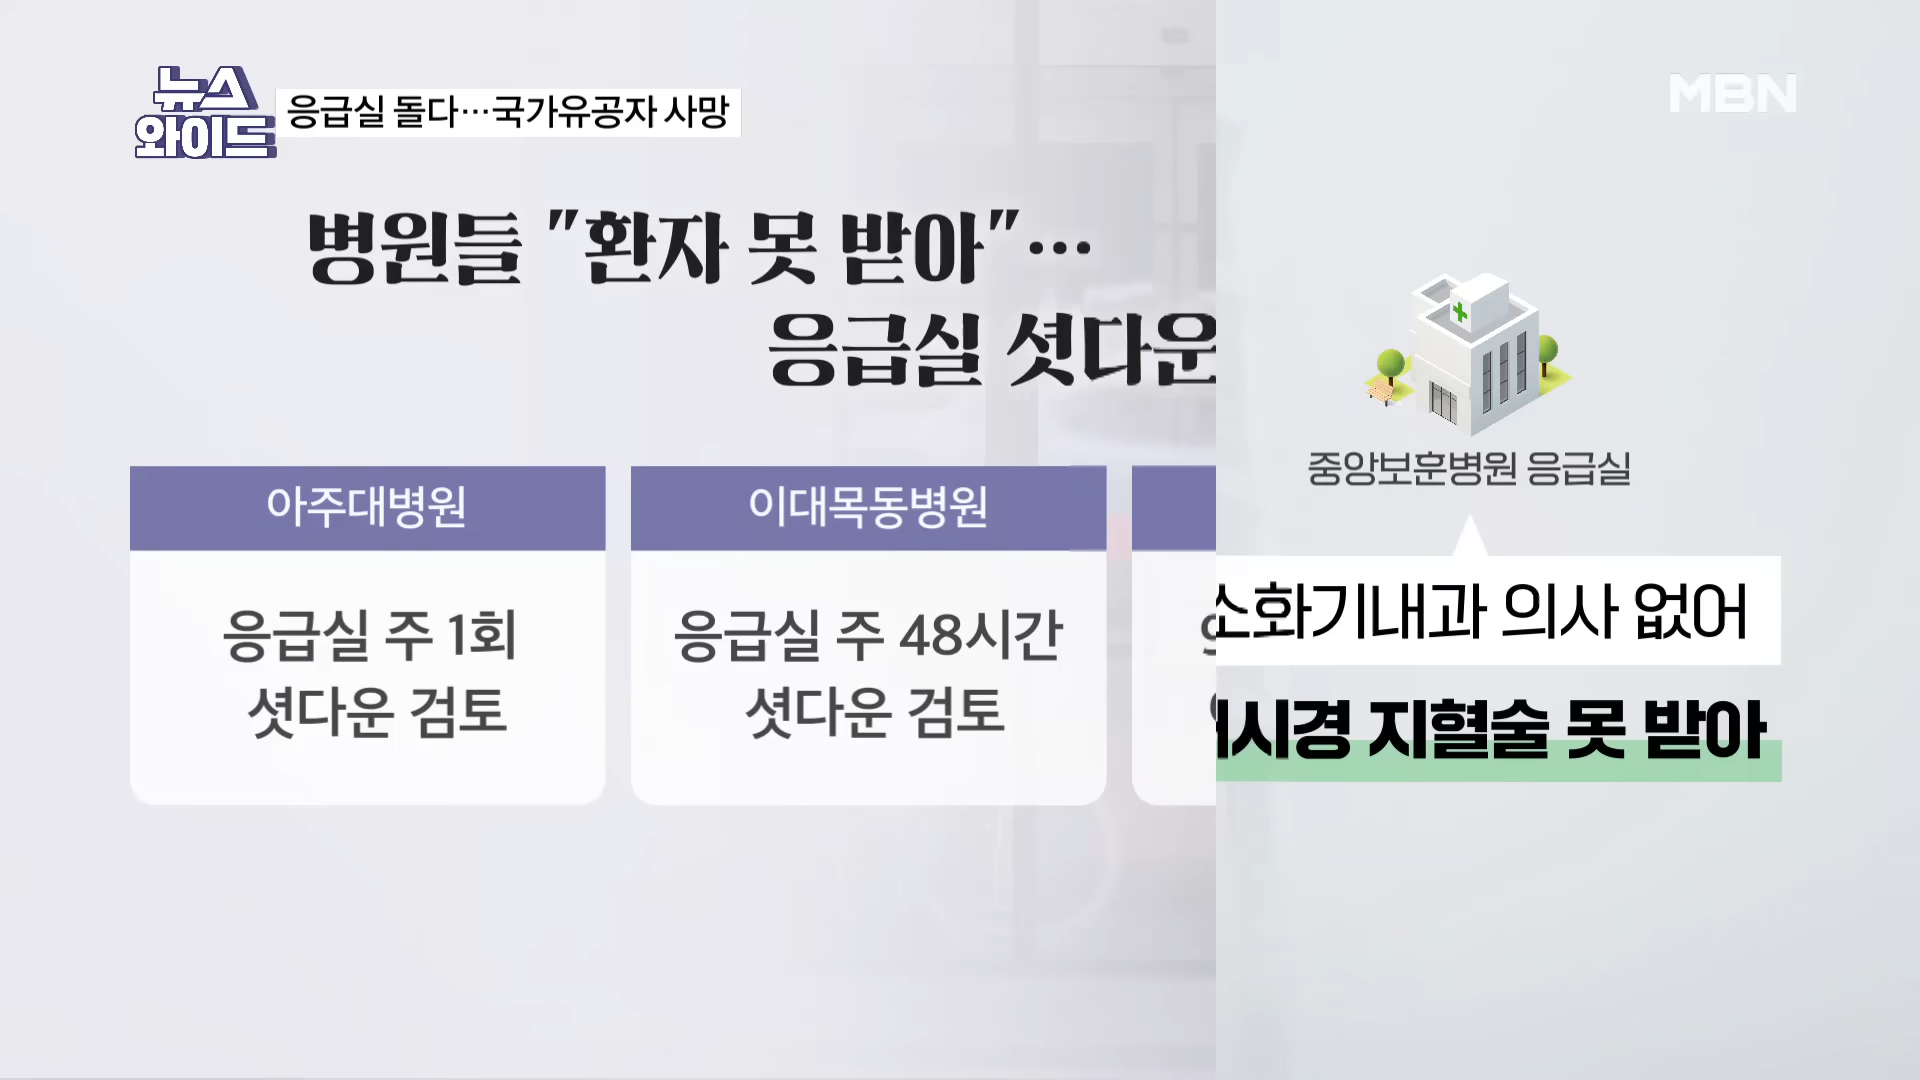 뉴스
와이드
응급실 돌다…국가유공자 사망
MBN
병원들 "환자 못 받아"…
응급실 셧다운
아주대병원
응급실 주 1회
셧다운 검토
이대목동병원
응급실 주 48시간
셧다운 검토
중앙보훈병원 응급실
소화기내과 의사 없어
지혈술 못 받아